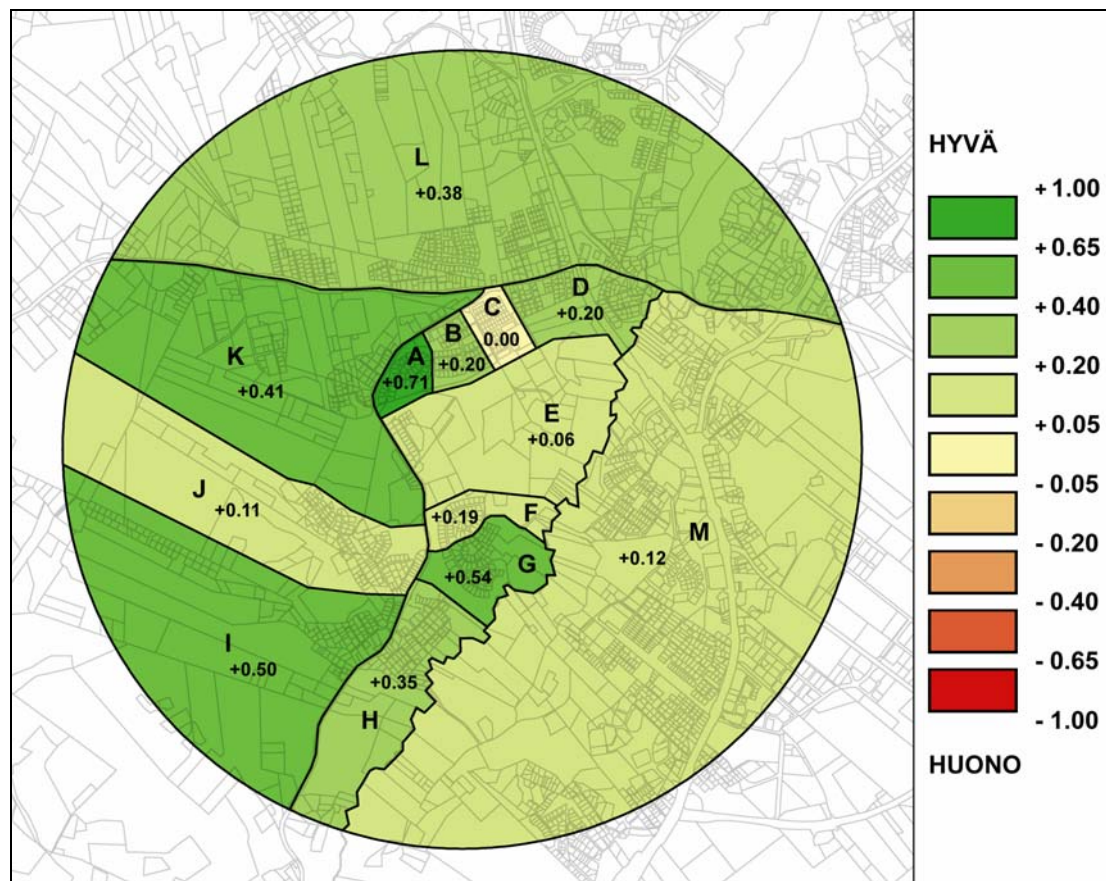 L
+0.38
D
+0.20
C
0.00
B
+0.20
A
+0.71
K
+0.41
E
+0.06
J
+0.11
F
+0.19
M
+0.12
G
+0.54
I
+0.50
+0.35
H
HYVÄ
+ 1.00
+ 0.65
+ 0.40
+ 0.20
+ 0.05
- 0.05
- 0.20
- 0.40
- 0.65
- 1.00
HUONO